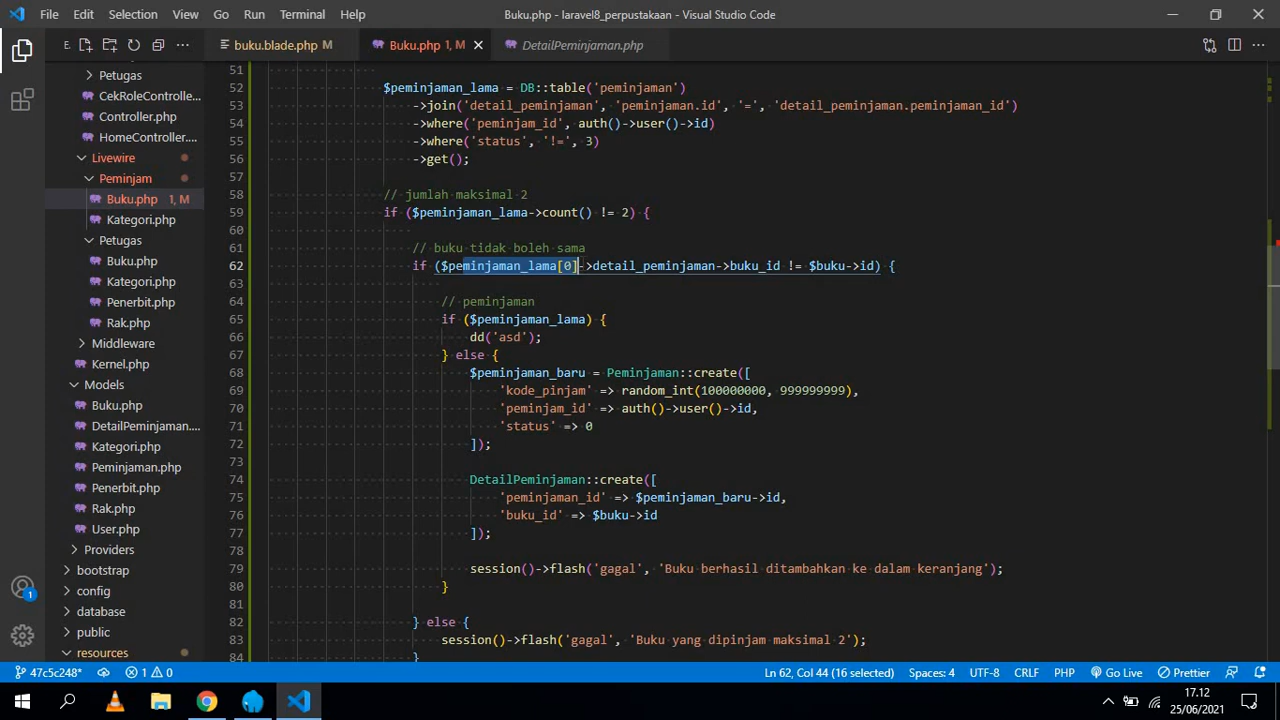 File Edit Selection View Go Run Terminal Help
Buku.php - laravel8_perpustakaan - Visual Studio Code
E.
buku.blade.php M
Buku.php 1, M
DetailPeminjaman.php
Petugas
CekRoleControlle...
Controller.php
HomeController....
Livewire
Peminjam
Buku.php 1, M
Kategori.php
Petugas
Buku.php
Kategori.php
Penerbit.php
Rak.php
Middleware
Kernel.php
Models
Buku.php
DetailPeminjaman....
Kategori.php
Peminjaman.php
Penerbit.php
Rak.php
User.php
Providers
bootstrap
config
database
public
resources
51
52 $peminjaman_lama = DB::table('peminjaman')
53 ->join('detail_peminjaman', 'peminjaman.id', '=', 'detail_peminjaman.peminjaman_id')
54 ->where('peminjam_id', auth()->user()->id)
55 ->where('status', '!=', 3)
56 ->get();
57
58 // jumlah maksimal 2
59 if ($peminjaman_lama->count() != 2) {
60
61 // buku tidak boleh sama
62 if ($peminjaman_lama[0]->detail_peminjaman->buku_id != $buku->id) {
63
64 // peminjaman
65 if ($peminjaman_lama) {
66 dd('asd');
67 } else {
68 $peminjaman_baru = Peminjaman::create([
69 'kode_pinjam' => random_int(100000000, 999999999),
70 'peminjam_id' => auth()->user()->id,
71 'status' => 0
72 ]);
73
74 DetailPeminjaman::create([
75 'peminjaman_id' => $peminjaman_baru->id,
76 'buku_id' => $buku->id
77 ]);
78
79 session()->flash('gagal', 'Buku berhasil ditambahkan ke dalam keranjang');
80 }
81
82 } else {
83 session()->flash('gagal', 'Buku yang dipinjam maksimal 2');
84 }
47c5c248* 1 0 Ln 62, Col 44 (16 selected) Spaces: 4 UTF-8 CRLF PHP Go Live Prettier
1
17.12
25/06/2021